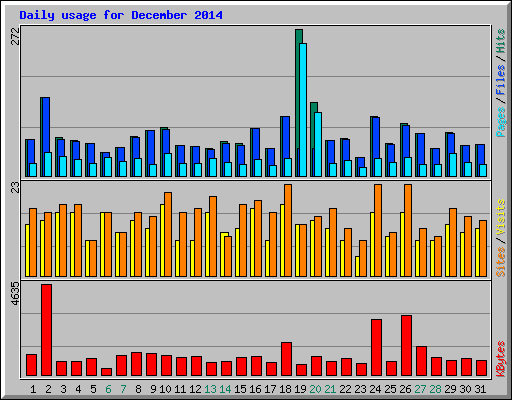 Daily usage for December 2014
272
Pages / Files / Hits
23
Sites / Visits
4635
KBytes
1 2 3 4 5 6 7 8 9 10 11 12 13 14 15 16 17 18 19 20 21 22 23 24 25 26 27 28 29 30 31